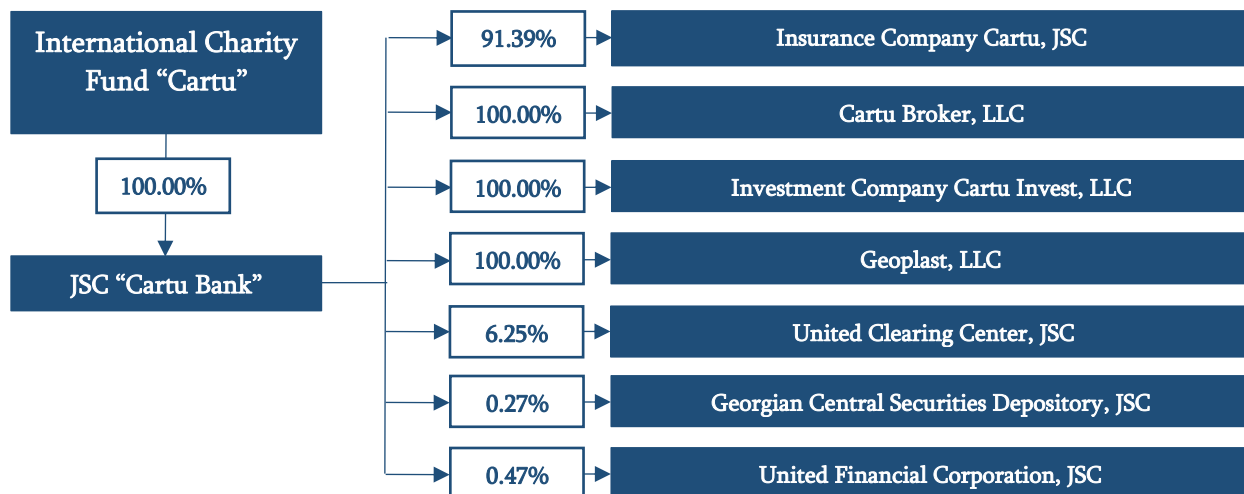 International Charity
Fund “Cartu”
100.00%
JSC “Cartu Bank”
91.39%
Insurance Company Cartu, JSC
100.00%
Cartu Broker, LLC
100.00%
Investment Company Cartu Invest, LLC
100.00%
Geoplast, LLC
6.25%
United Clearing Center, JSC
0.27%
Georgian Central Securities Depository, JSC
0.47%
United Financial Corporation, JSC